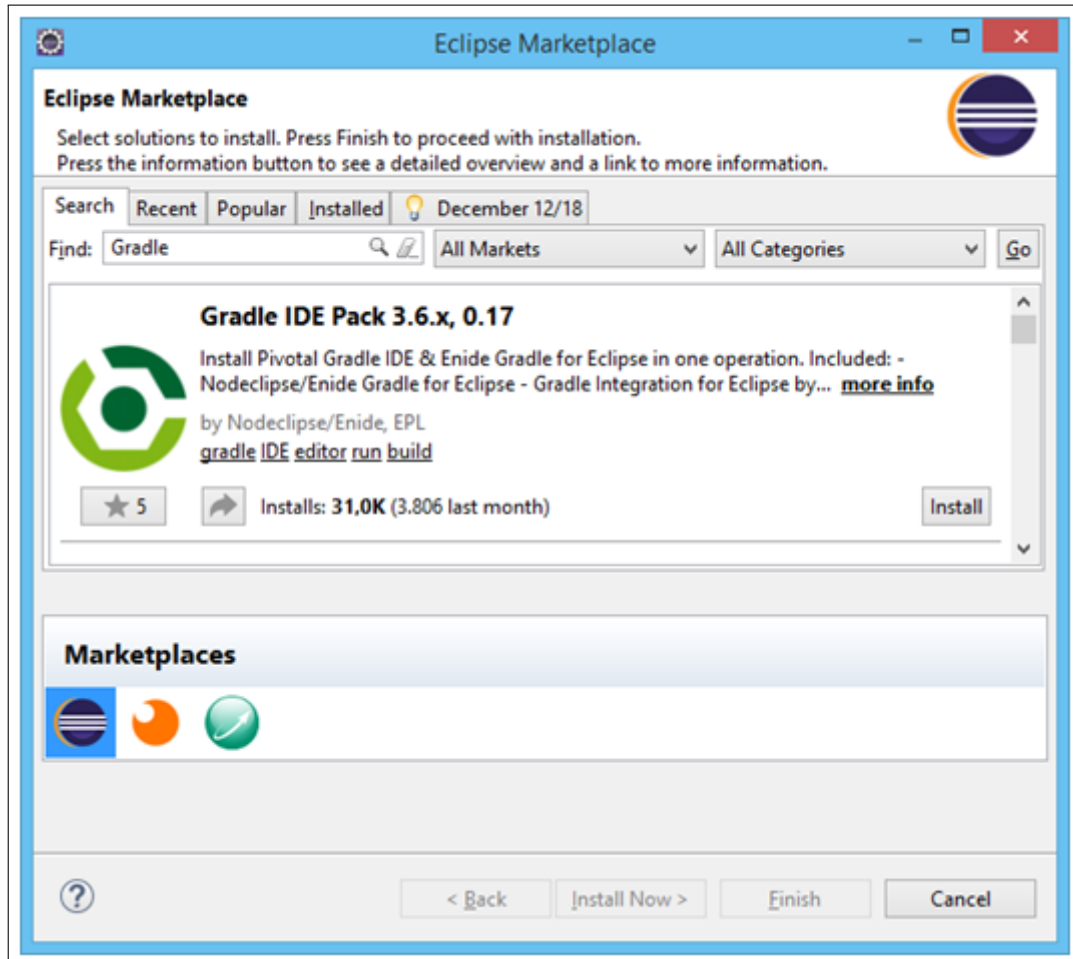 Eclipse Marketplace
Eclipse Marketplace
Select solutions to install. Press Finish to proceed with installation.
Press the information button to see a detailed overview and a link to more information.
Search Recent Popular Installed December 12/18
Find: Gradle All Markets All Categories Go
Gradle IDE Pack 3.6.x, 0.17
Install Pivotal Gradle IDE & Enide Gradle for Eclipse in one operation. Included: -
Nodeclipse/Enide Gradle for Eclipse - Gradle Integration for Eclipse by... more info
by Nodeclipse/Enide, EPL
gradle IDE editor run build
5 Installs: 31,0K (3.806 last month) Install
Marketplaces
? < Back Install Now > Finish Cancel